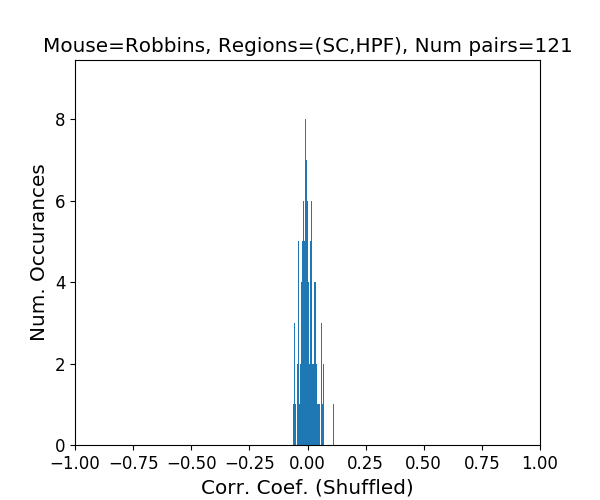 Mouse=Robbins, Regions=(SC,HPF), Num pairs=121
Num. Occurances
8
6
4
2
0
−1.00 −0.75 −0.50 −0.25 0.00 0.25 0.50 0.75 1.00
Corr. Coef. (Shuffled)